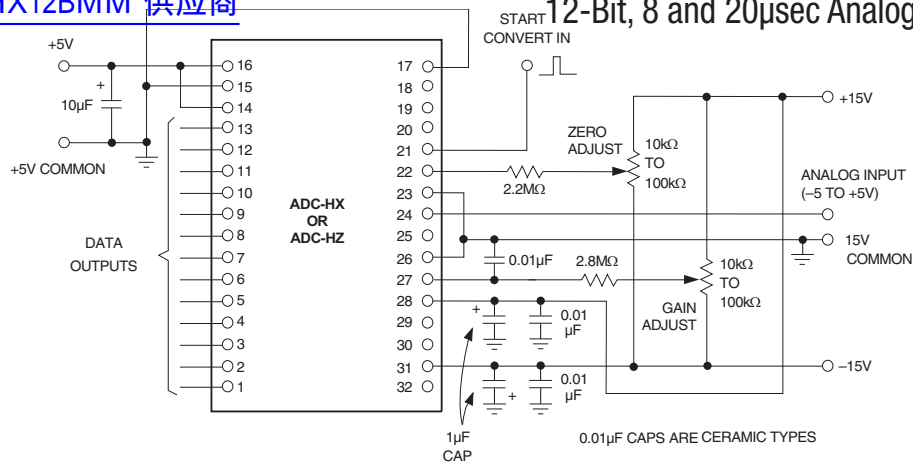 HX12BMM 供应商
12-Bit, 8 and 20µsec Analog
START
CONVERT IN
+5V
+
10µF
+5V COMMON
DATA
OUTPUTS
16
15
14
13
12
11
10
9
8
7
6
5
4
3
2
1
ADC-HX
OR
ADC-HZ
17
18
19
20
21
22
23
24
25
26
27
28
29
30
31
32
2.2MΩ
ZERO
ADJUST
10kΩ
TO
100kΩ
+15V
ANALOG INPUT
(–5 TO +5V)
15V
COMMON
0.01µF
2.8MΩ
10kΩ
TO
100kΩ
GAIN
ADJUST
+
0.01
µF
–15V
+
0.01
µF
1µF
CAP
0.01µF CAPS ARE CERAMIC TYPES